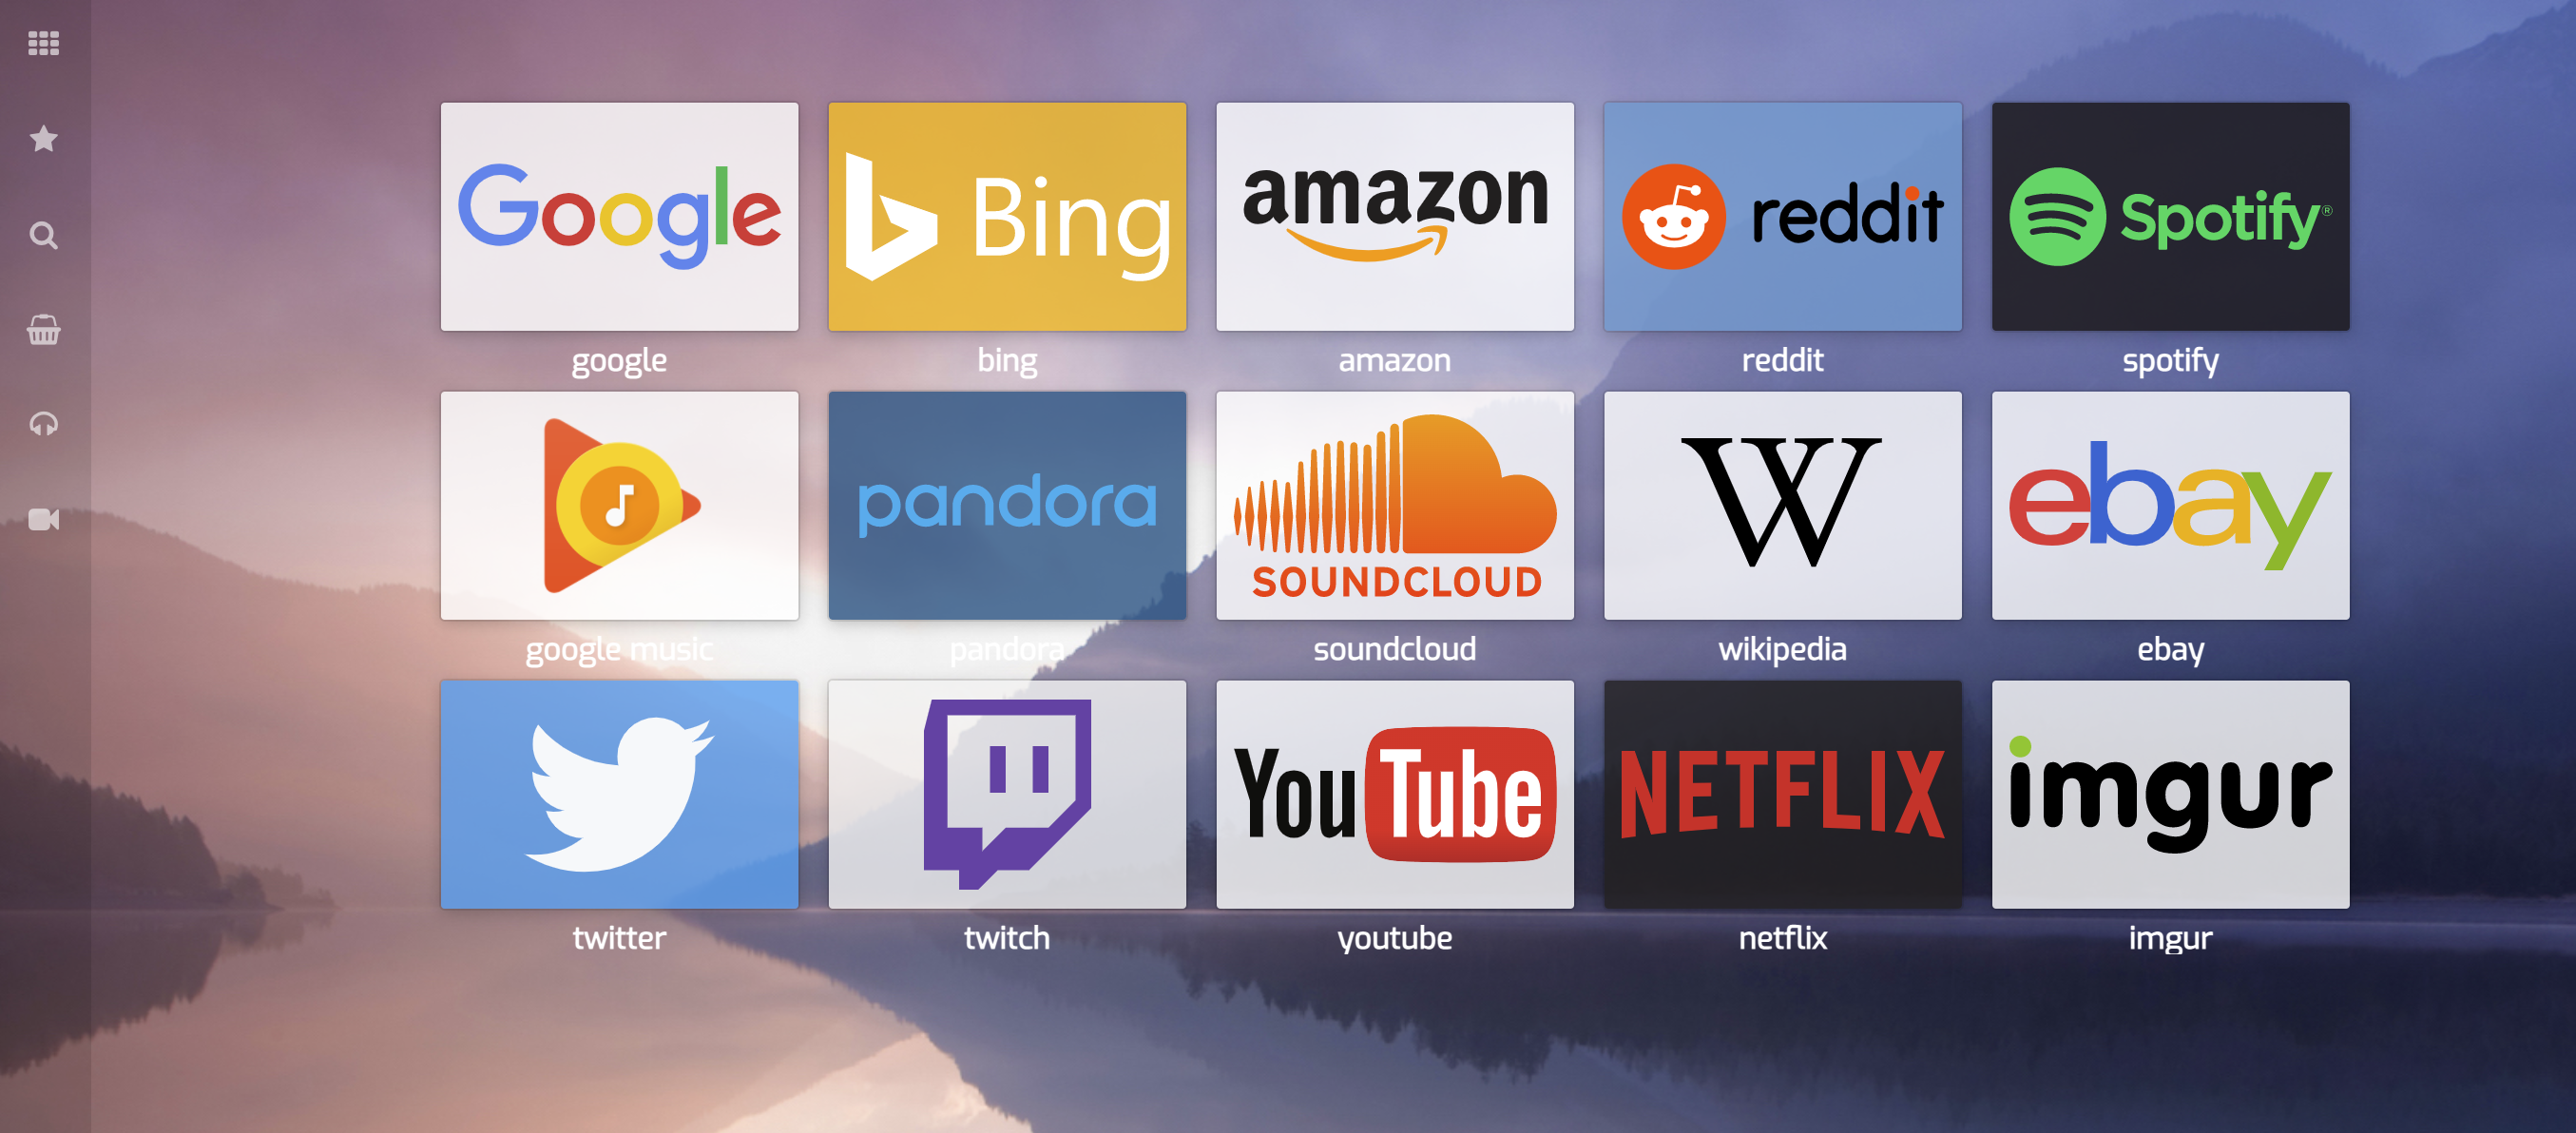 Google
Bing
amazon
reddit
Spotify®
google
bing
amazon
reddit
spotify
pandora
SOUNDCLOUD
W
ebay
google music
pandora
soundcloud
wikipedia
ebay
YouTube
NETFLIX
imgur
twitter
twitch
youtube
netflix
imgur